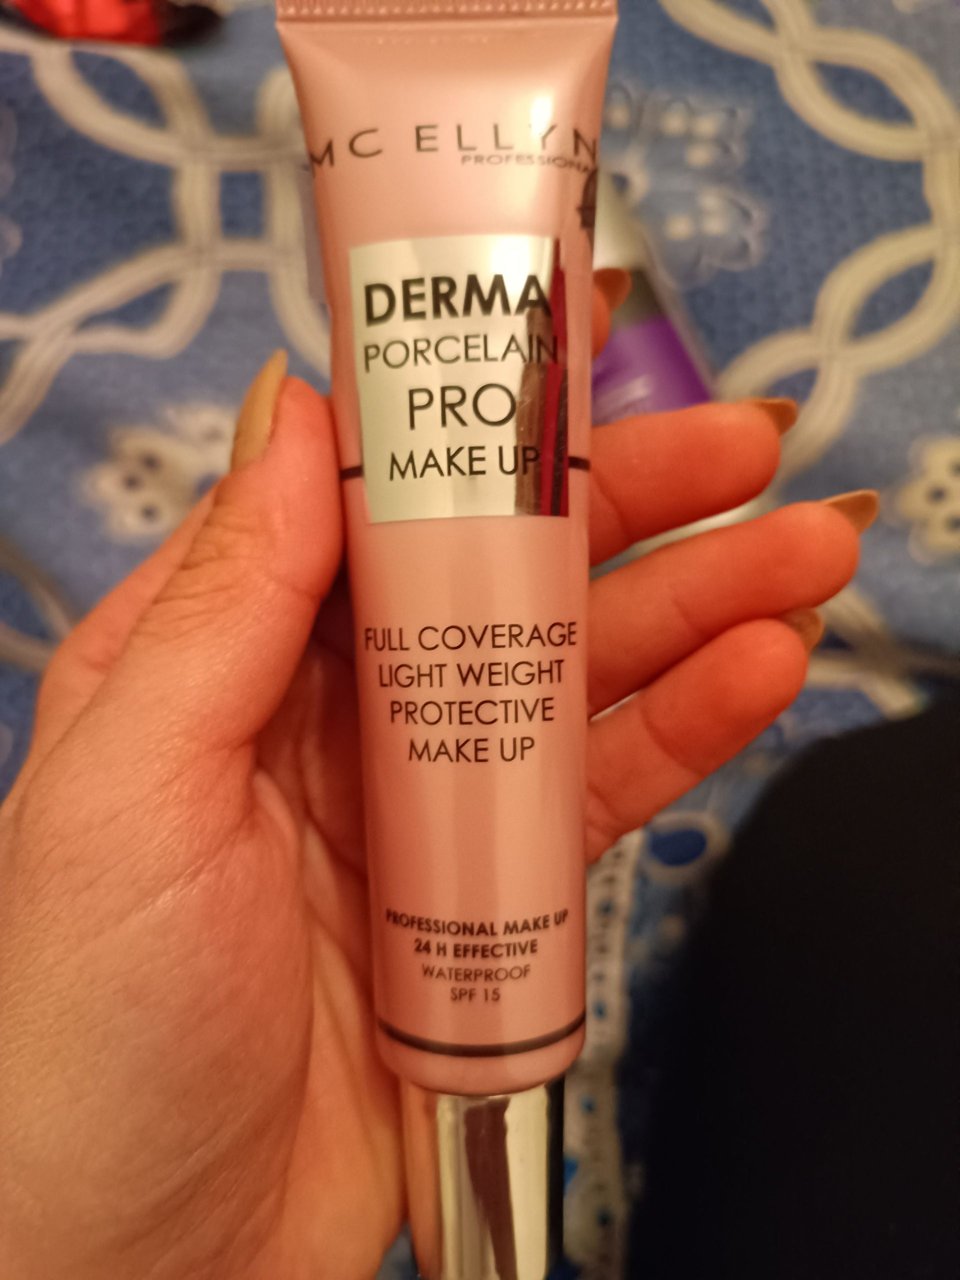 MC ELLYN
PROFESSIONAL
DERMA
PORCELAIN
PRO
MAKE UP
FULL COVERAGE
LIGHT WEIGHT
PROTECTIVE
MAKE UP
PROFESSIONAL MAKE UP
24 H EFFECTIVE
WATERPROOF
SPF 15